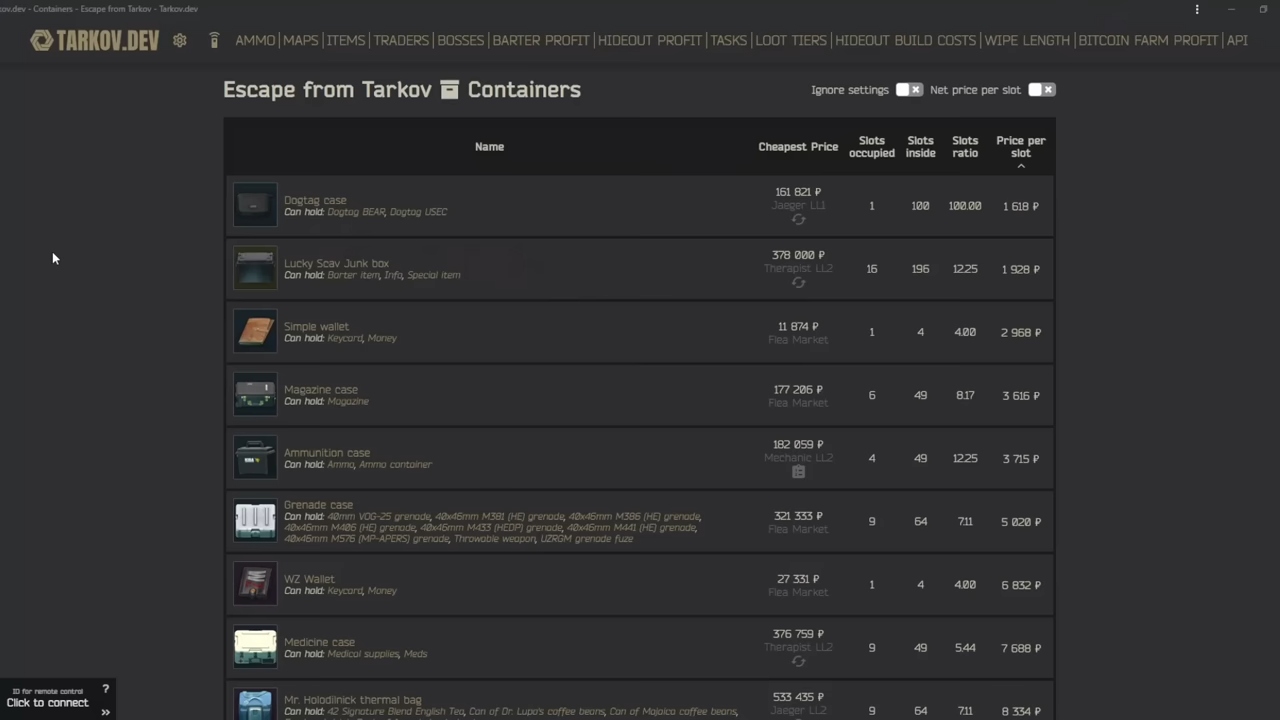 ov.dev - Containers - Escape from Tarkov - Tarkov.dev
TARKOV.DEV AMMO MAPS ITEMS TRADERS BOSSES BARTER PROFIT HIDEOUT PROFIT TASKS LOOT TIERS HIDEOUT BUILD COSTS WIPE LENGTH BITCOIN FARM PROFIT API
Escape from Tarkov Containers
Ignore settings Net price per slot
Name Cheapest Price Slots occupied Slots inside Slots ratio Price per slot
Dogtag case
Can hold: Dogtag BEAR, Dogtag USEC
161 821 ₽
Jaeger LL1
1 100 100.00 1 618 ₽
Lucky Scav Junk box
Can hold: Barter item, Info, Special item
378 000 ₽
Therapist LL2
16 196 12.25 1 928 ₽
Simple wallet
Can hold: Keycard, Money
11 874 ₽
Flea Market
1 4 4.00 2 968 ₽
Magazine case
Can hold: Magazine
177 206 ₽
Flea Market
6 49 8.17 3 616 ₽
Ammunition case
Can hold: Ammo, Ammo container
182 059 ₽
Mechanic LL2
4 49 12.25 3 715 ₽
Grenade case
Can hold: 40mm VOG-25 grenade, 40x46mm M381 (HE) grenade, 40x46mm M386 (HE) grenade,
40x46mm M406 (HE) grenade, 40x46mm M433 (HEDP) grenade, 40x46mm M441 (HE) grenade,
40x46mm M576 (MP-APERS) grenade, Throwable weapon, UZRGM grenade fuze
321 333 ₽
Flea Market
9 64 7.11 5 020 ₽
WZ Wallet
Can hold: Keycard, Money
27 331 ₽
Flea Market
1 4 4.00 6 832 ₽
Medicine case
Can hold: Medical supplies, Meds
376 759 ₽
Therapist LL2
9 49 5.44 7 688 ₽
Mr. Holodilnick thermal bag
Can hold: 42 Signature Blend English Tea, Can of Dr. Lupo's coffee beans, Can of Majaica coffee beans,
533 435 ₽
Jaeger LL2
9 64 7.11 8 334 ₽
ID for remote control ?
Click to connect
»